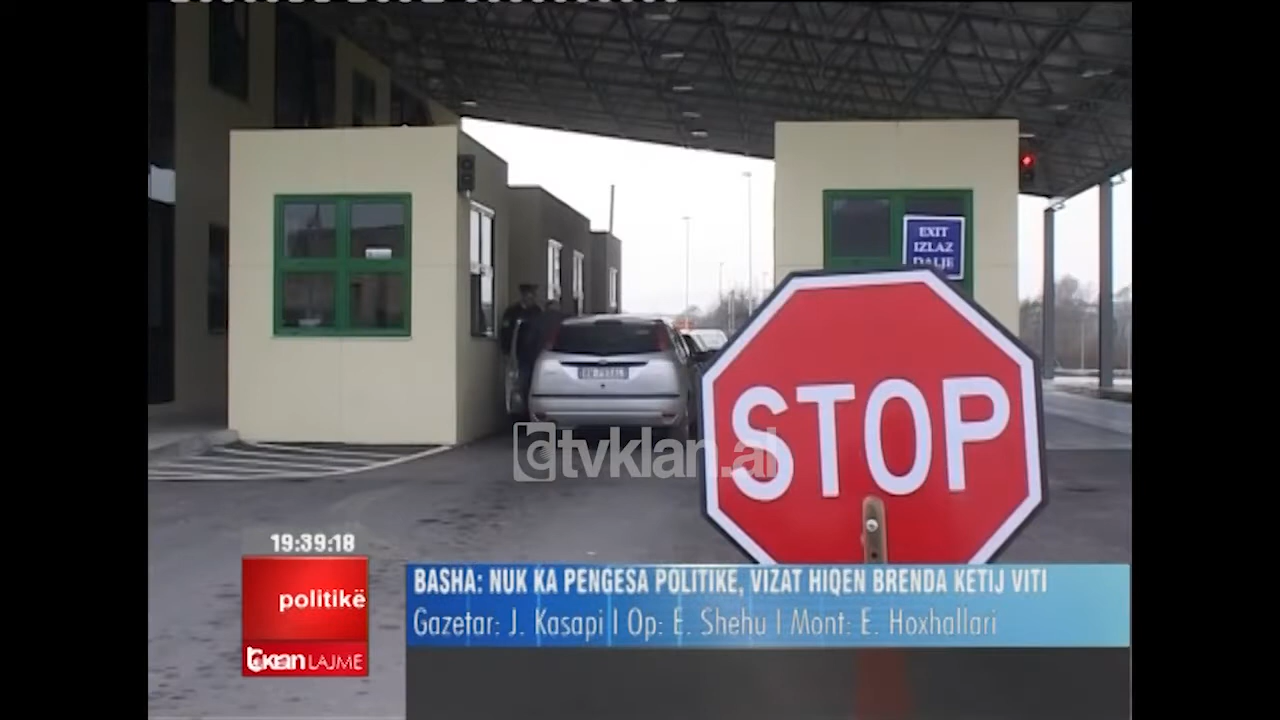 EXIT
IZLAZ
DALJE
STOP
tvklan.al
19:39:18
politikë
LAJME
BASHA: NUK KA PENGESA POLITIKE, VIZAT HIQEN BRENDA KETIJ VITI
Gazetar: J. Kasapi | Op: E. Shehu | Mont: E. Hoxhallari